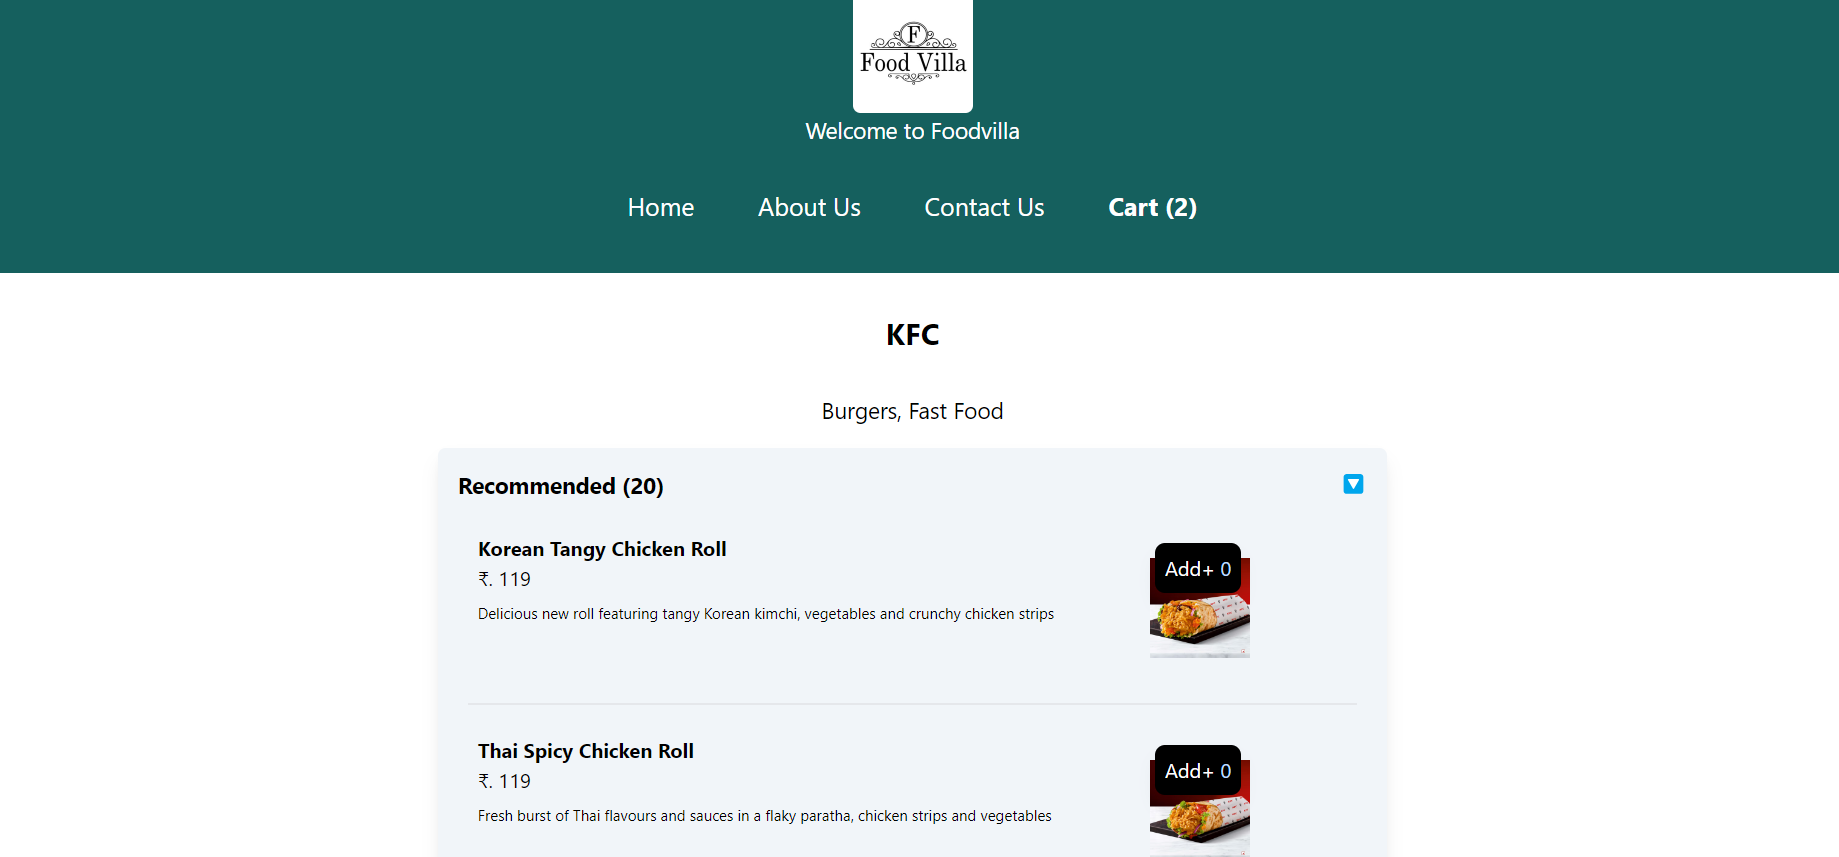 F
Food Villa
Welcome to Foodvilla
Home About Us Contact Us Cart (2)
KFC
Burgers, Fast Food
Recommended (20)
Korean Tangy Chicken Roll
₹. 119
Delicious new roll featuring tangy Korean kimchi, vegetables and crunchy chicken strips
Add+ 0
Thai Spicy Chicken Roll
₹. 119
Fresh burst of Thai flavours and sauces in a flaky paratha, chicken strips and vegetables
Add+ 0